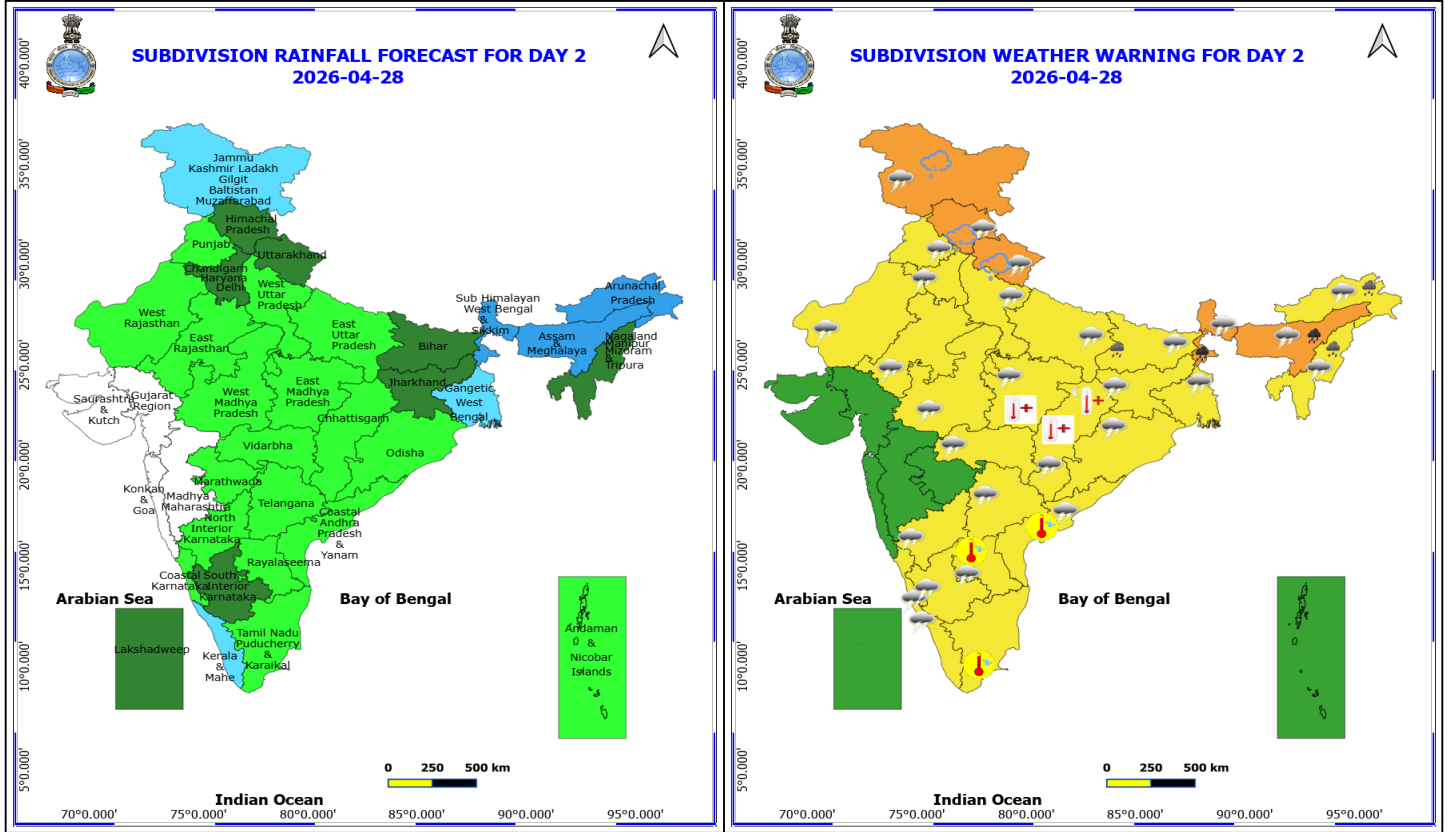 SUBDIVISION RAINFALL FORECAST FOR DAY 2
2026-04-28
40°0.000'
35°0.000'
30°0.000'
25°0.000'
20°0.000'
15°0.000'
10°0.000'
5°0.000'
Jammu
Kashmir Ladakh
Gilgit
Baltistan
Muzaffarabad
Himachal
Pradesh
Punjab
Uttarakhand
Chandigarh
Haryana
Delhi
West
Uttar
Pradesh
West
Rajasthan
East
Rajasthan
East
Uttar
Pradesh
Bihar
Sub Himalayan
West Bengal
&
Sikkim
Arunachal
Pradesh
Assam
&
Meghalaya
Nagaland
Manipur
Mizoram
&
Tripura
Jharkhand
Gangetic
West
Bengal
Saurashtra
&
Kutch
Gujarat
Region
West
Madhya
Pradesh
East
Madhya
Pradesh
Chhattisgarh
Vidarbha
Odisha
Konkan
&
Goa
Madhya
Maharashtra
Marathwada
Telangana
North
Interior
Karnataka
Coastal
Andhra
Pradesh
&
Yanam
Rayalaseema
Coastal
Karnataka
South
Interior
Karnataka
Arabian Sea
Bay of Bengal
Lakshadweep
Kerala
&
Mahe
Tamil Nadu
Puducherry
&
Karaikal
Andaman
&
Nicobar
Islands
0 250 500 km
Indian Ocean
70°0.000' 75°0.000' 80°0.000' 85°0.000' 90°0.000' 95°0.000'
SUBDIVISION WEATHER WARNING FOR DAY 2
2026-04-28
40°0.000'
35°0.000'
30°0.000'
25°0.000'
20°0.000'
15°0.000'
10°0.000'
5°0.000'
Arabian Sea
Bay of Bengal
0 250 500 km
Indian Ocean
70°0.000' 75°0.000' 80°0.000' 85°0.000' 90°0.000' 95°0.000'